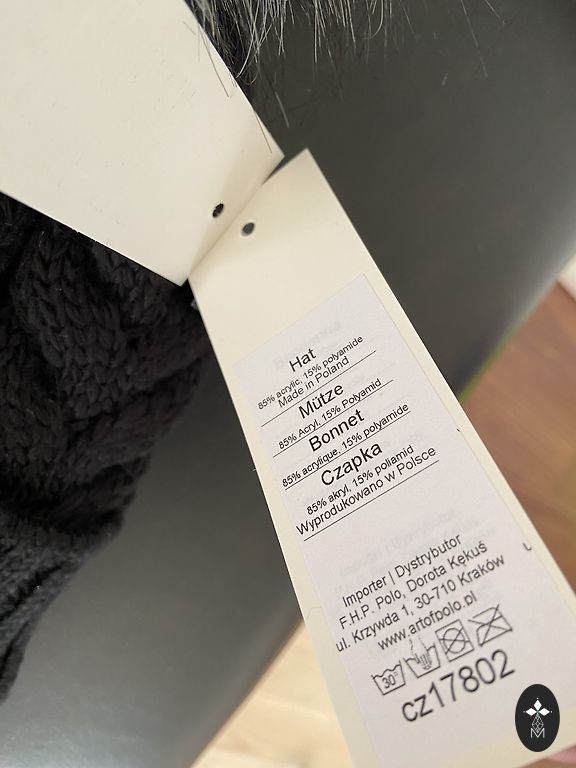 Hat
85% acrylic, 15% polyamide
Made in Poland
Mütze
85% Acryl, 15% Polyamid
Bonnet
85% acrylique, 15% polyamide
Czapka
85% akryl, 15% poliamid
Wyprodukowano w Polsce
Importer | Dystrybutor
F.H.P. Polo, Dorota Kękuś
ul. Krzywda 1, 30-710 Kraków
www.artofpolo.pl
30°
cz17802
M